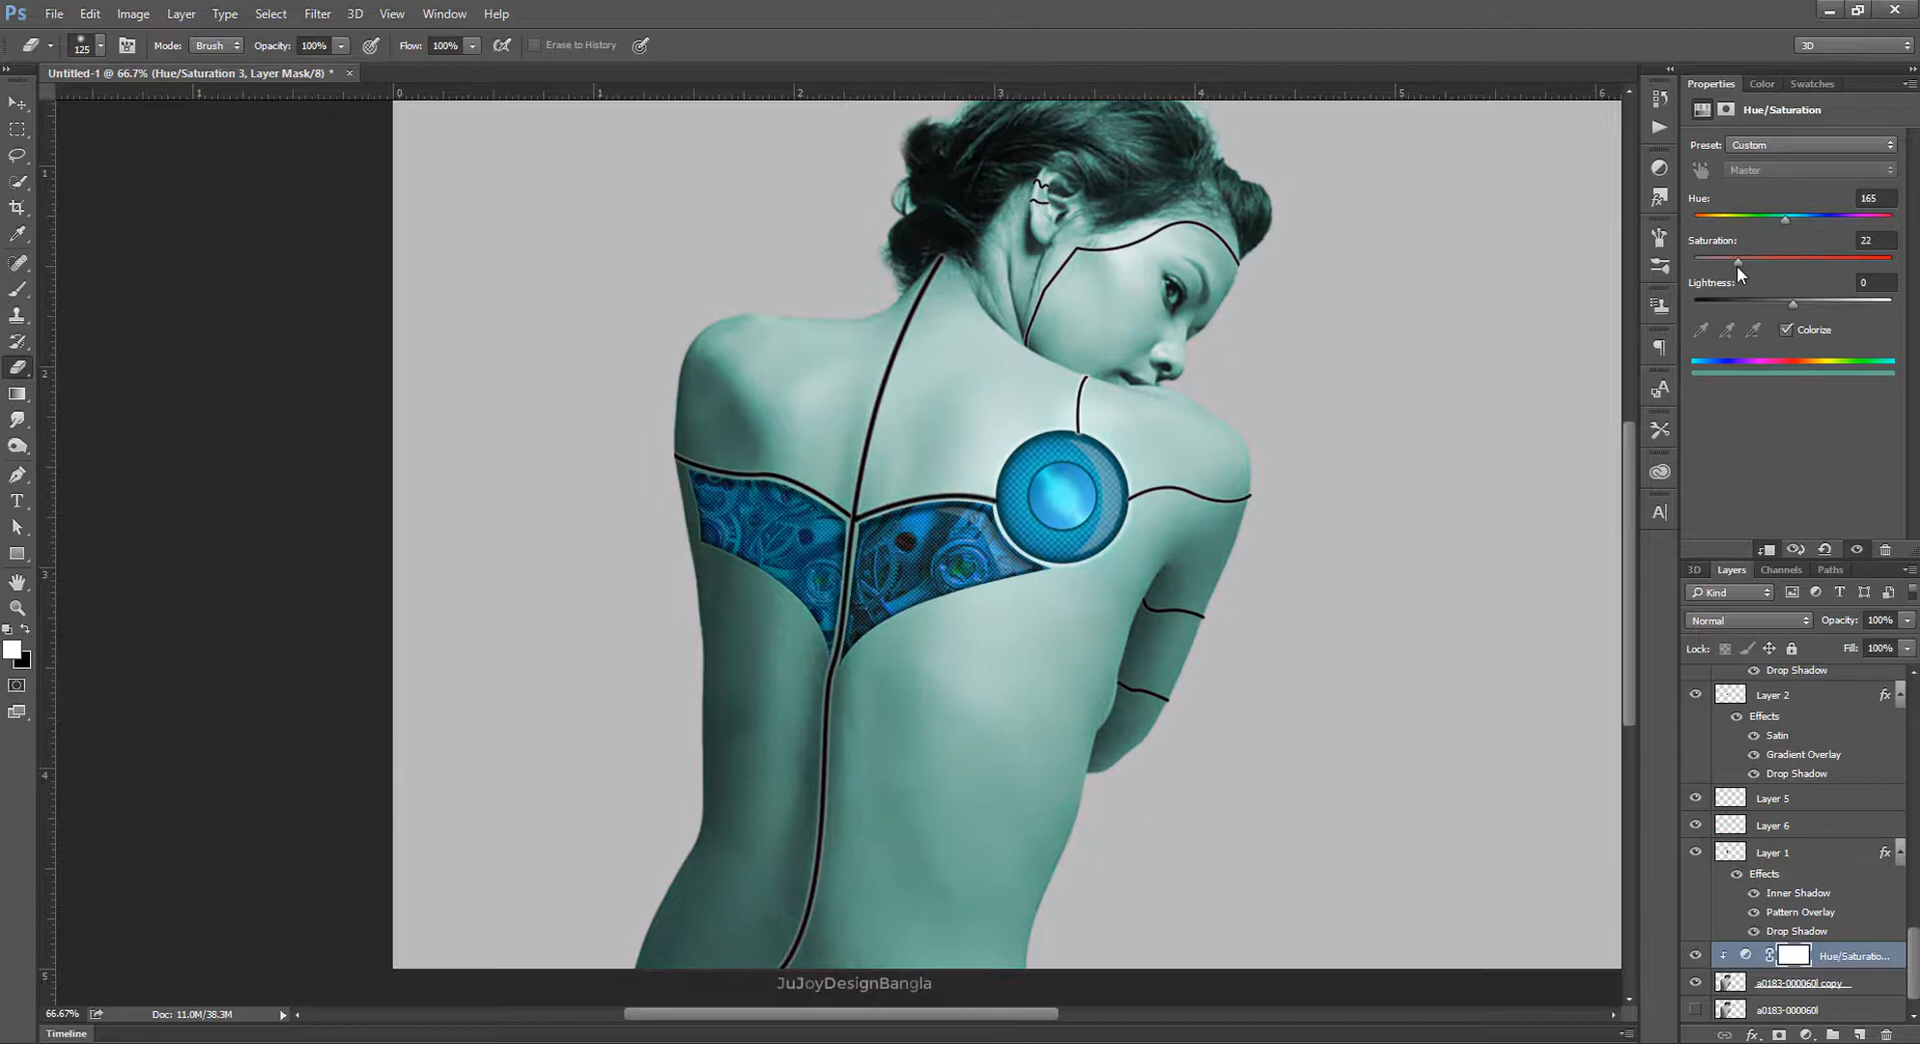 Ps File Edit Image Layer Type Select Filter 3D View Window Help
125 Mode: Brush Opacity: 100% Flow: 100% Erase to History 3D
Untitled-1 @ 66.7% (Hue/Saturation 3, Layer Mask/8) * ×
Properties Color Swatches
Hue/Saturation
Preset: Custom
Master
Hue: 165
Saturation: 22
Lightness: 0
Colorize
3D Layers Channels Paths
Kind
Normal Opacity: 100%
Lock: Fill: 100%
Drop Shadow
Layer 2 fx
Effects
Satin
Gradient Overlay
Drop Shadow
Layer 5
Layer 6
Layer 1 fx
Effects
Inner Shadow
Pattern Overlay
Drop Shadow
Hue/Saturatio...
a0183-000060l copy
a0183-000060l
JuJoyDesignBangla
66.67% Doc: 11.0M/38.3M
Timeline